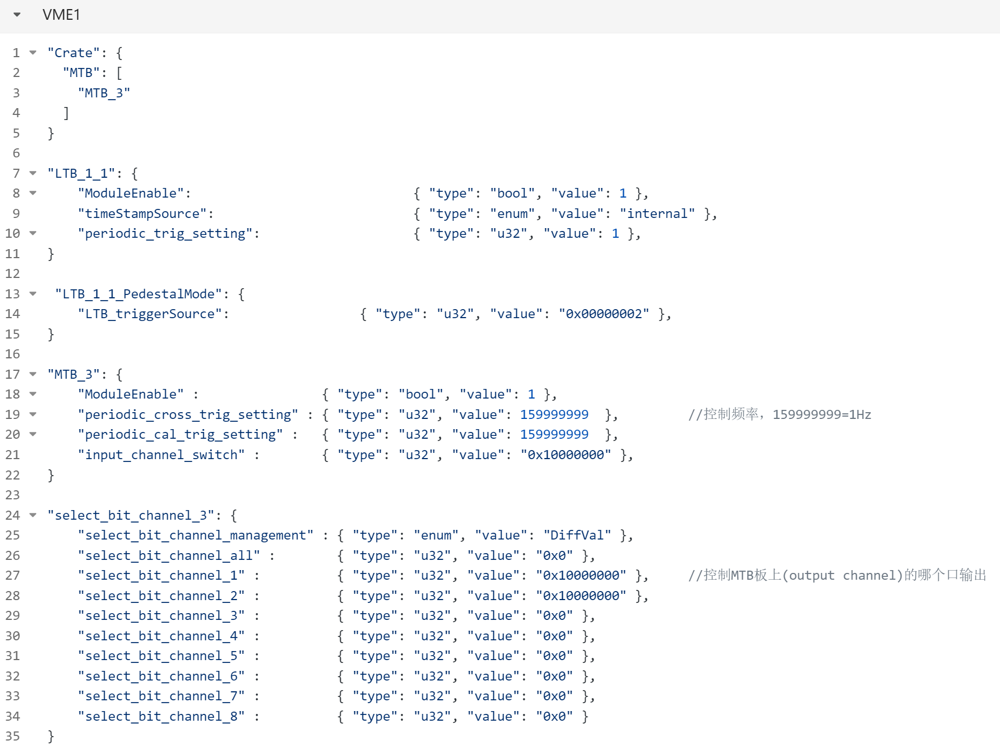 VME1
1 "Crate": {
2 "MTB": [
3 "MTB_3"
4 ]
5 }
6
7 "LTB_1_1": {
8 "ModuleEnable": { "type": "bool", "value": 1 },
9 "timeStampSource": { "type": "enum", "value": "internal" },
10 "periodic_trig_setting": { "type": "u32", "value": 1 },
11 }
12
13 "LTB_1_1_PedestalMode": {
14 "LTB_triggerSource": { "type": "u32", "value": "0x00000002" },
15 }
16
17 "MTB_3": {
18 "ModuleEnable" : { "type": "bool", "value": 1 },
19 "periodic_cross_trig_setting" : { "type": "u32", "value": 159999999 }, //控制频率，159999999=1Hz
20 "periodic_cal_trig_setting" : { "type": "u32", "value": 159999999 },
21 "input_channel_switch" : { "type": "u32", "value": "0x10000000" },
22 }
23
24 "select_bit_channel_3": {
25 "select_bit_channel_management" : { "type": "enum", "value": "DiffVal" },
26 "select_bit_channel_all" : { "type": "u32", "value": "0x0" },
27 "select_bit_channel_1" : { "type": "u32", "value": "0x10000000" }, //控制MTB板上(output channel)的哪个口输出
28 "select_bit_channel_2" : { "type": "u32", "value": "0x10000000" },
29 "select_bit_channel_3" : { "type": "u32", "value": "0x0" },
30 "select_bit_channel_4" : { "type": "u32", "value": "0x0" },
31 "select_bit_channel_5" : { "type": "u32", "value": "0x0" },
32 "select_bit_channel_6" : { "type": "u32", "value": "0x0" },
33 "select_bit_channel_7" : { "type": "u32", "value": "0x0" },
34 "select_bit_channel_8" : { "type": "u32", "value": "0x0" }
35 }